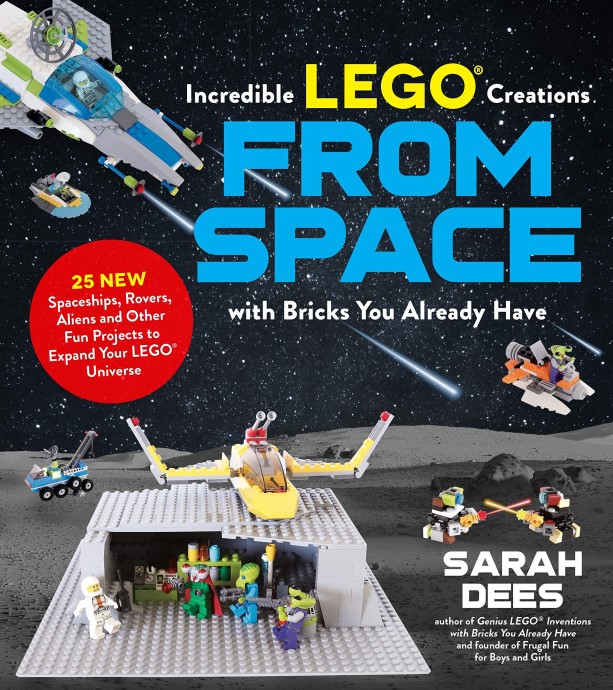 Incredible LEGO® Creations
FROM
SPACE
with Bricks You Already Have
25 NEW
Spaceships, Rovers,
Aliens and Other
Fun Projects to
Expand Your LEGO®
Universe
SARAH
DEES
author of Genius LEGO® Inventions
with Bricks You Already Have
and founder of Frugal Fun
for Boys and Girls